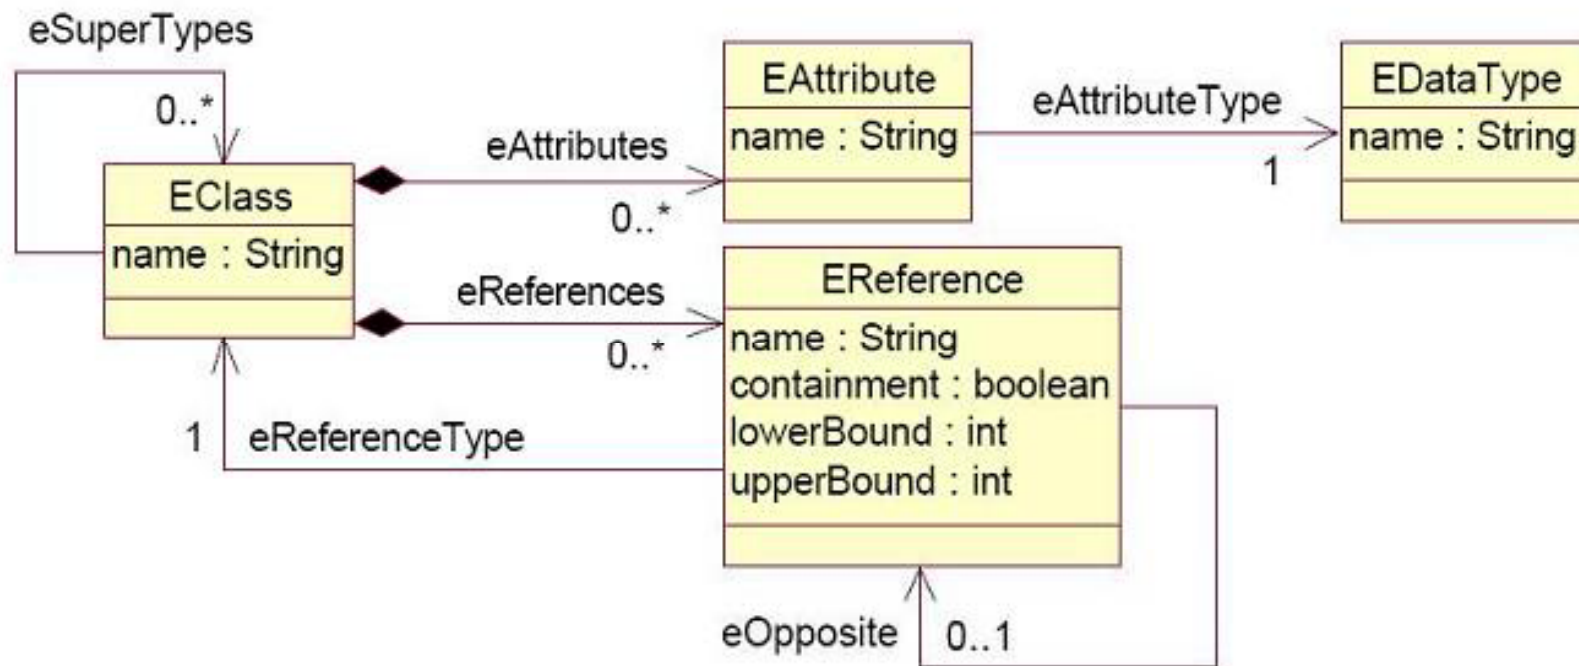 eSuperTypes
0..*
EClass
name : String
eAttributes
0..*
EAttribute
name : String
eAttributeType
1
EDataType
name : String
eReferences
0..*
EReference
name : String
containment : boolean
lowerBound : int
upperBound : int
1
eReferenceType
eOpposite
0..1